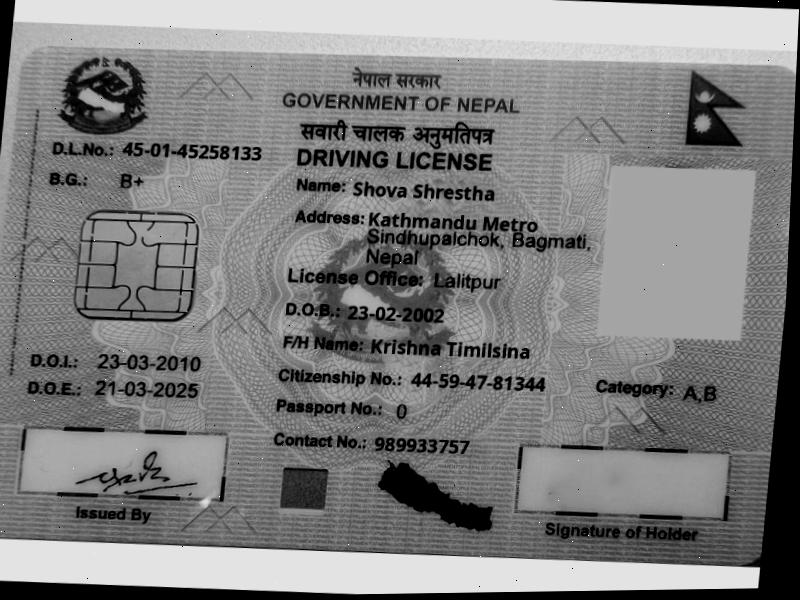 नेपाल सरकार
GOVERNMENT OF NEPAL
सवारी चालक अनुमतिपत्र
DRIVING LICENSE
D.L.No.: 45-01-45258133
B.G.: B+
Name: Shova Shrestha
Address: Kathmandu Metro
Sindhupalchok, Bagmati,
Nepal
License Office: Lalitpur
D.O.B.: 23-02-2002
F/H Name: Krishna Timilsina
D.O.I.: 23-03-2010
D.O.E.: 21-03-2025
Citizenship No.: 44-59-47-81344
Category: A,B
Passport No.: 0
Contact No.: 989933757
Issued By
Signature of Holder